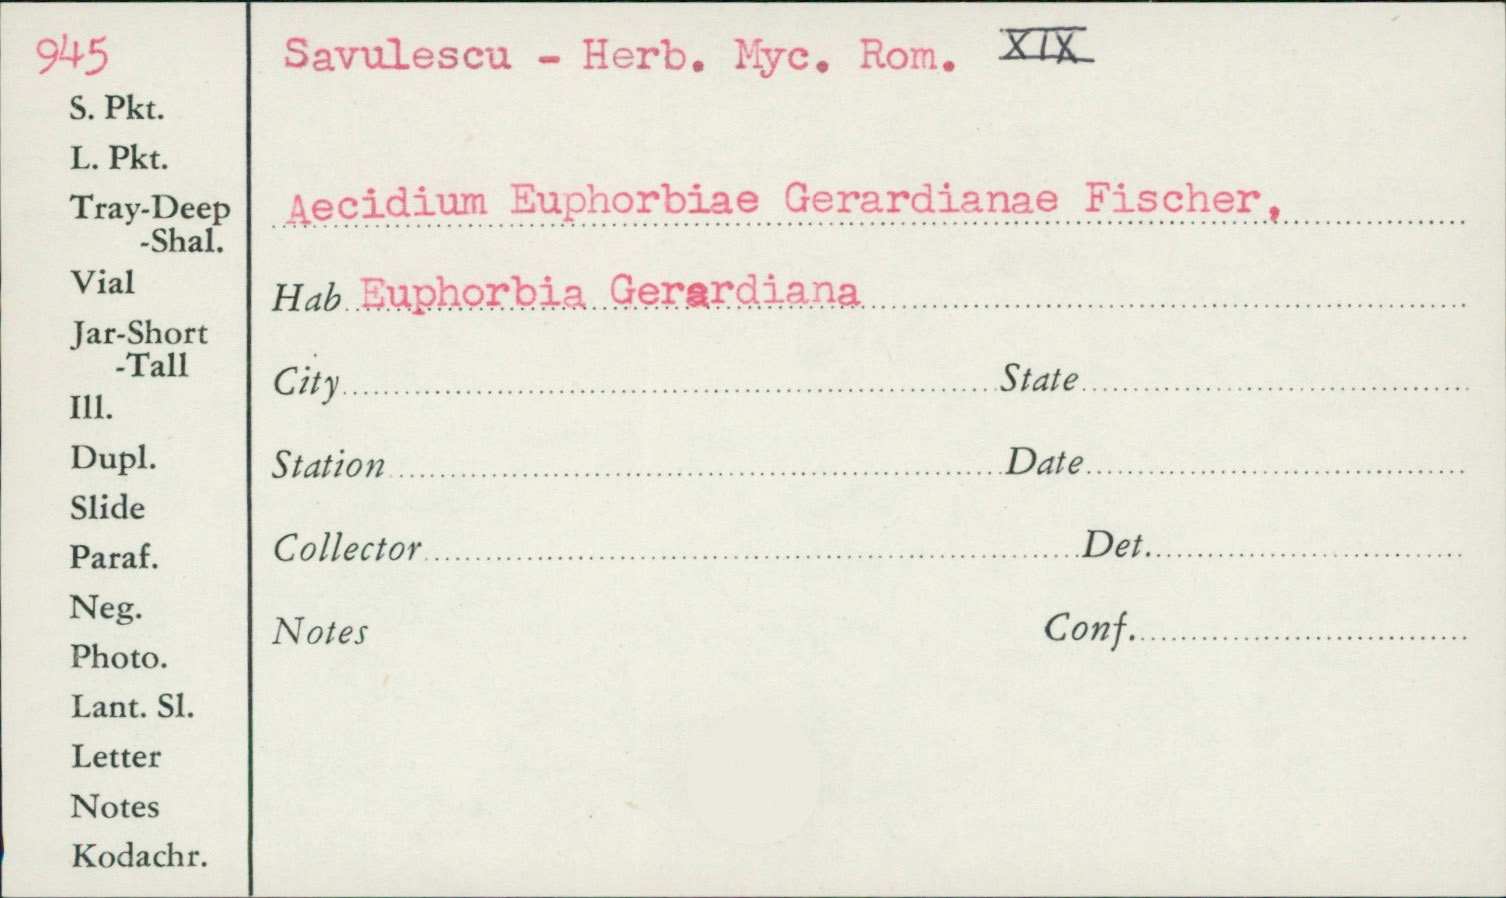 945
S. Pkt.
L. Pkt.
Tray-Deep
-Shal.
Vial
Jar-Short
-Tall
Ill.
Dupl.
Slide
Paraf.
Neg.
Photo.
Lant. Sl.
Letter
Notes
Kodachr.
Savulescu - Herb. Myc. Rom. XIX
Aecidium Euphorbiae Gerardianae Fischer,
Hab Euphorbia Gerardiana
City State
Station Date
Collector Det.
Notes Conf.